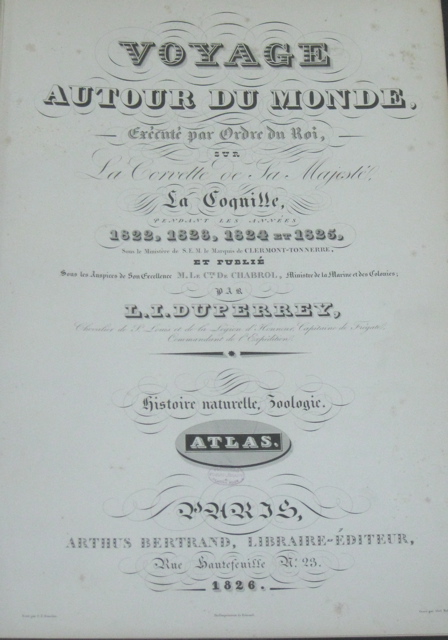 VOYAGE
AUTOUR DU MONDE,
Exécuté par Ordre du Roi,
SUR
La Corvette de Sa Majesté,
La Coquille,
PENDANT LES ANNÉES
1822, 1823, 1824 ET 1825,
Sous le Ministère de S.E.M. le Marquis de CLERMONT-TONNERRE,
ET PUBLIÉ
Sous les Auspices de Son Excellence M. LE CTE DE CHABROL, Ministre de la Marine et des Colonies;
PAR
L.I. DUPERREY,
Chevalier de St. Louis et de la Légion d'Honneur Capitaine de Frégate,
Commandant de l'Expédition.
Histoire naturelle, Zoologie.
ATLAS.
PARIS,
ARTHUS BERTRAND, LIBRAIRE-ÉDITEUR,
Rue Hautefeuille No. 23.
1826.